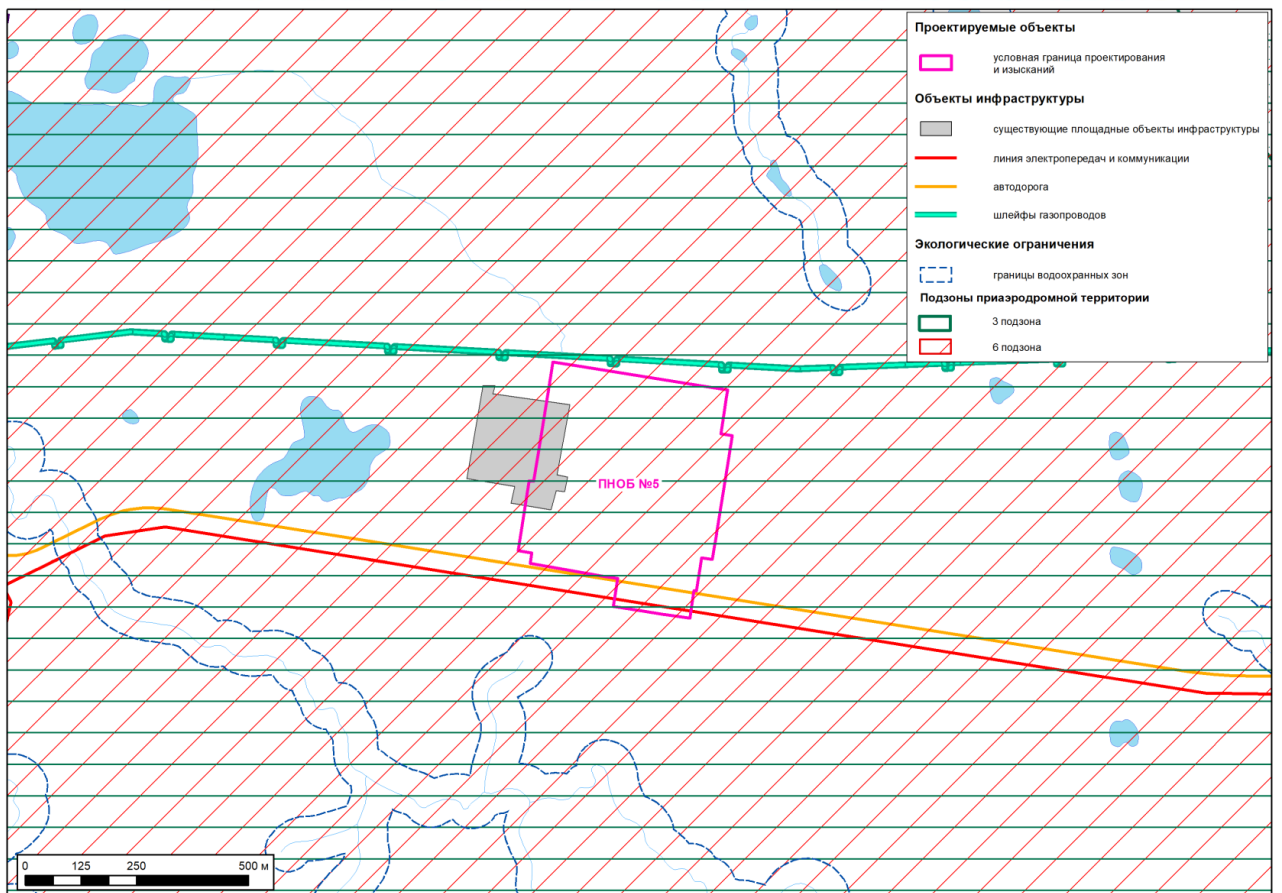 Проектируемые объекты
условная граница проектирования
и изысканий
Объекты инфраструктуры
существующие площадные объекты инфраструктуры
линия электропередач и коммуникации
автодорога
шлейфы газопроводов
Экологические ограничения
границы водоохранных зон
Подзоны приаэродромной территории
3 подзона
6 подзона
ПНОБ №5
0 125 250 500 м